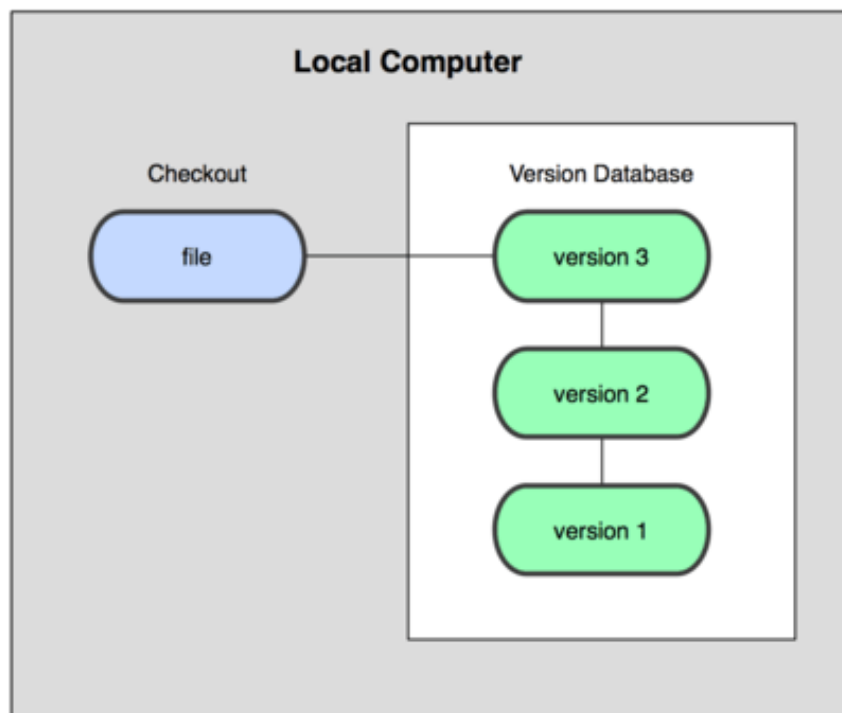 Local Computer
Checkout
Version Database
file
version 3
version 2
version 1